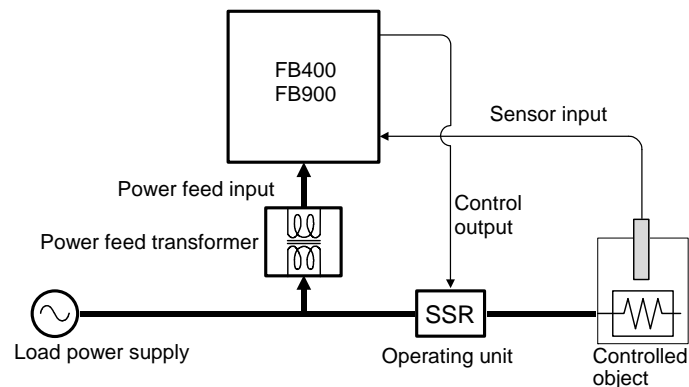 FB400
FB900
Sensor input
Power feed input
Control
output
Power feed transformer
SSR
Load power supply
Operating unit
Controlled
object